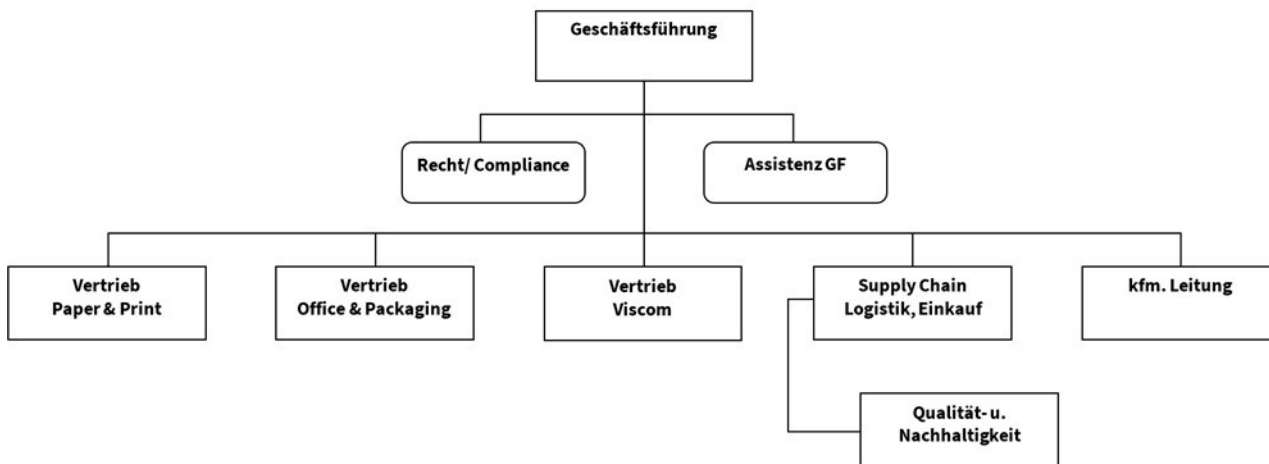 Geschäftsführung
Recht/ Compliance
Assistenz GF
Vertrieb
Paper & Print
Vertrieb
Office & Packaging
Vertrieb
Viscom
Supply Chain
Logistik, Einkauf
kfm. Leitung
Qualität- u.
Nachhaltigkeit